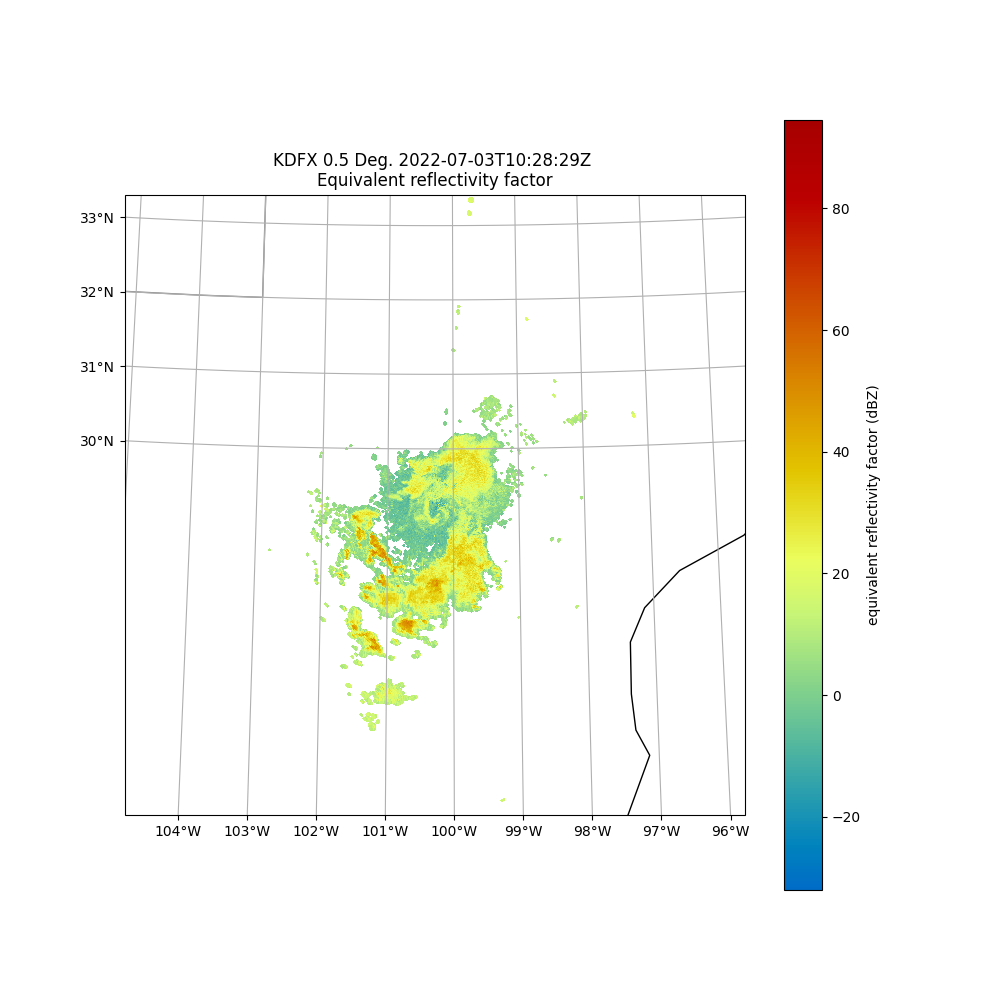 KDFX 0.5 Deg. 2022-07-03T10:28:29Z
Equivalent reflectivity factor
33°N
32°N
31°N
30°N
104°W 103°W 102°W 101°W 100°W 99°W 98°W 97°W 96°W
80
60
40
20
0
−20
equivalent reflectivity factor (dBZ)